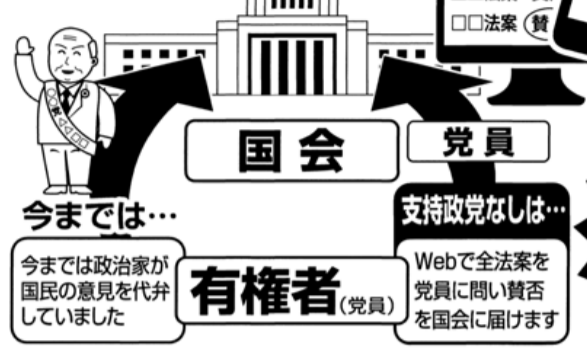 □□法案 賛
国会
党員
今までは…
今までは政治家が
国民の意見を代弁
していました
有権者(党員)
支持政党なしは…
Webで全法案を
党員に問い賛否
を国会に届けます